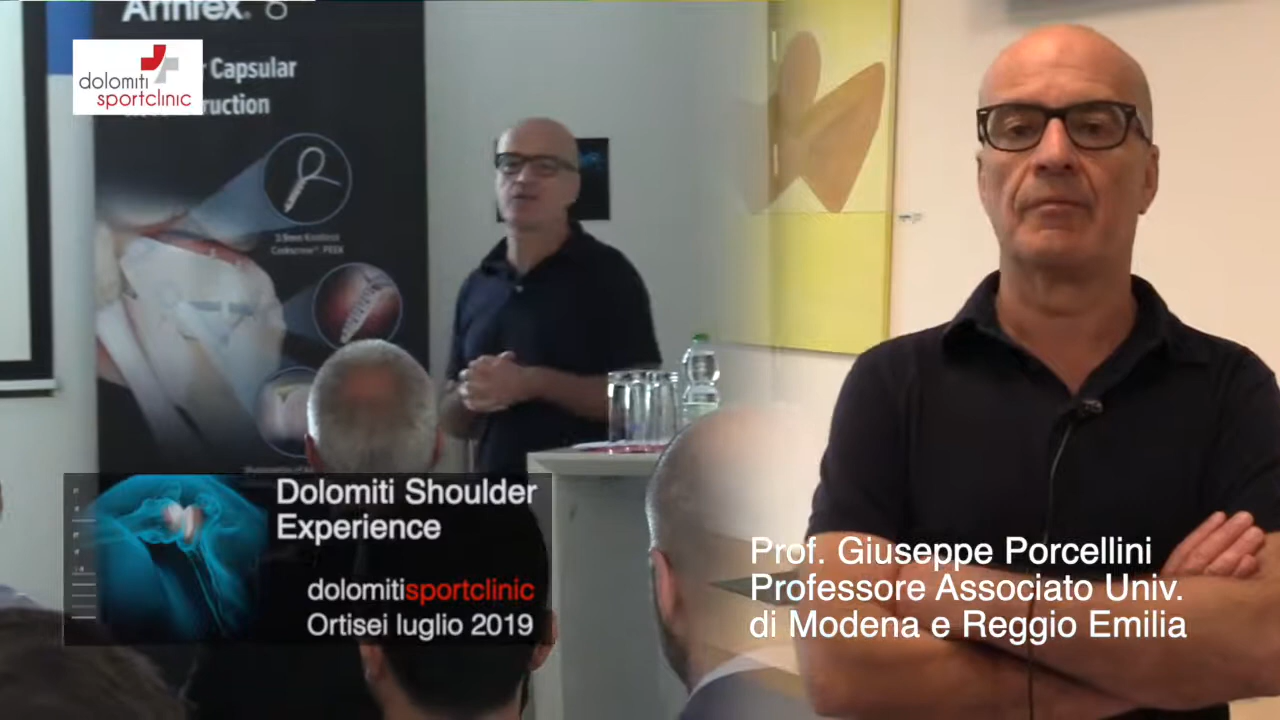 Arthrex
dolomiti
sportclinic
Capsular
Dolomiti Shoulder
Experience
dolomitisportclinic
Ortisei luglio 2019
Prof. Giuseppe Porcellini
Professore Associato Univ.
di Modena e Reggio Emilia